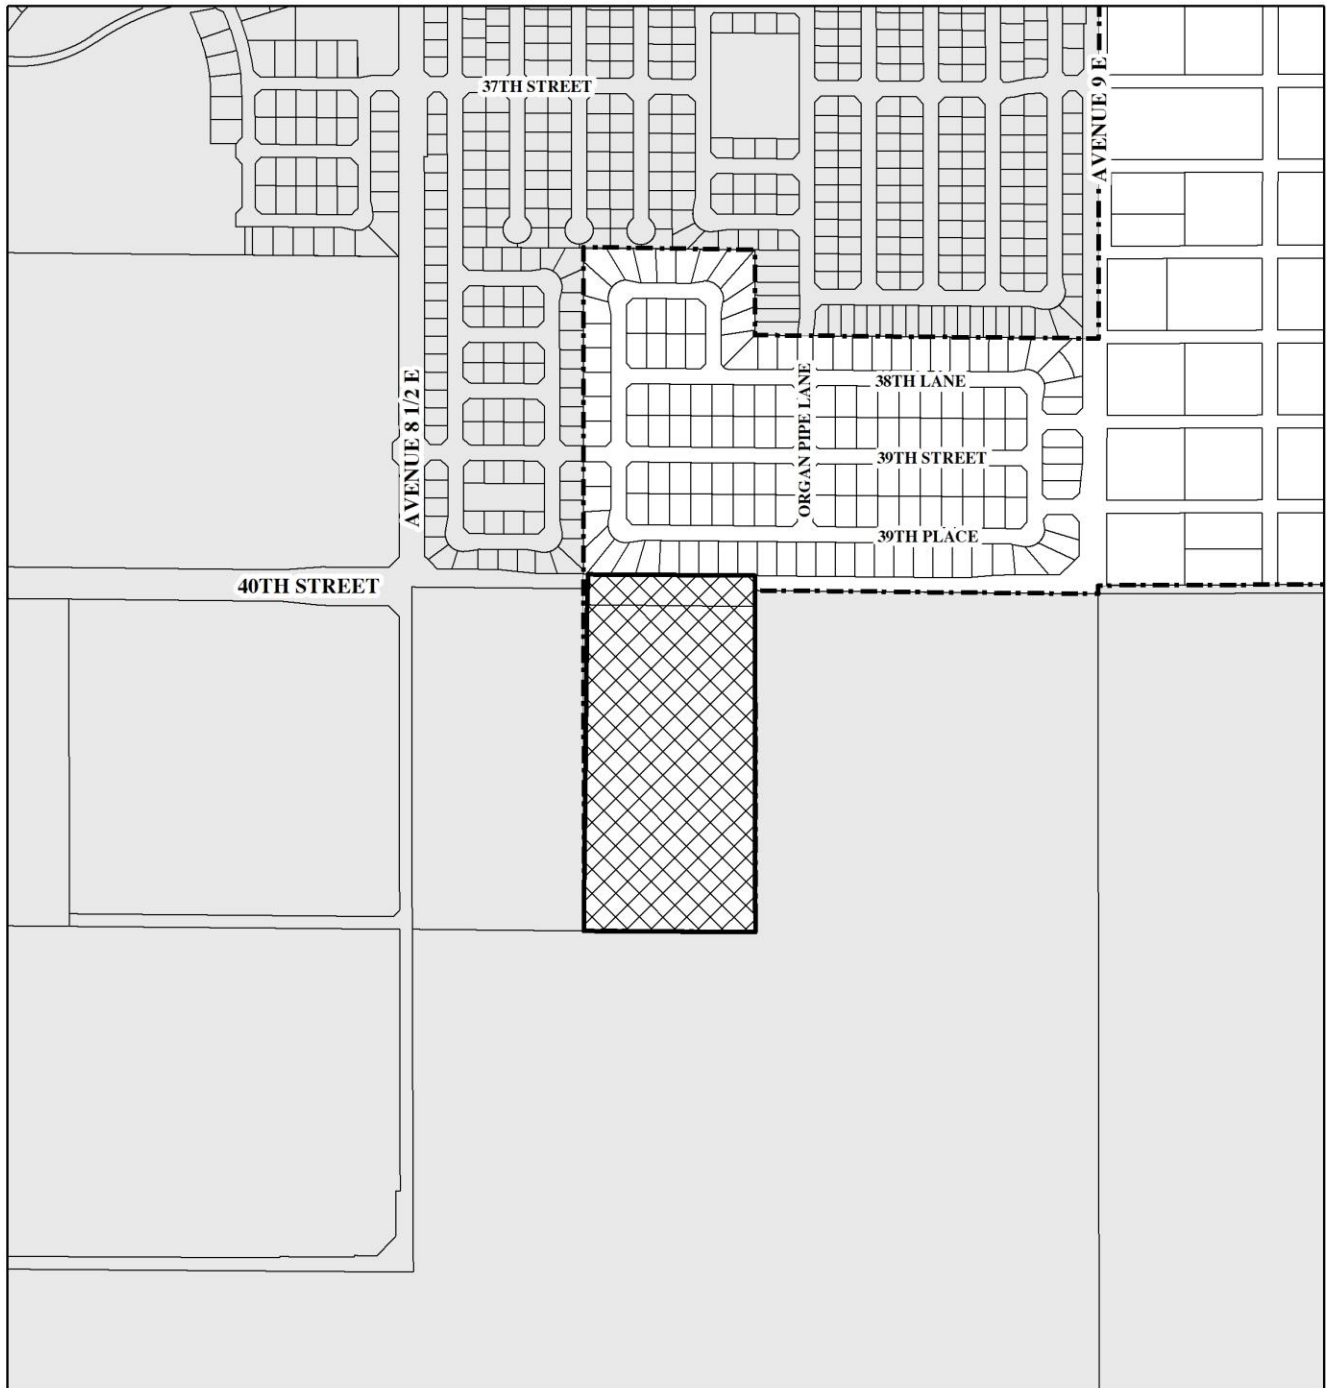 37TH STREET
AVENUE 9 E
38TH LANE
AVENUE 8 1/2 E
ORGAN PIPE LANE
39TH STREET
39TH PLACE
40TH STREET